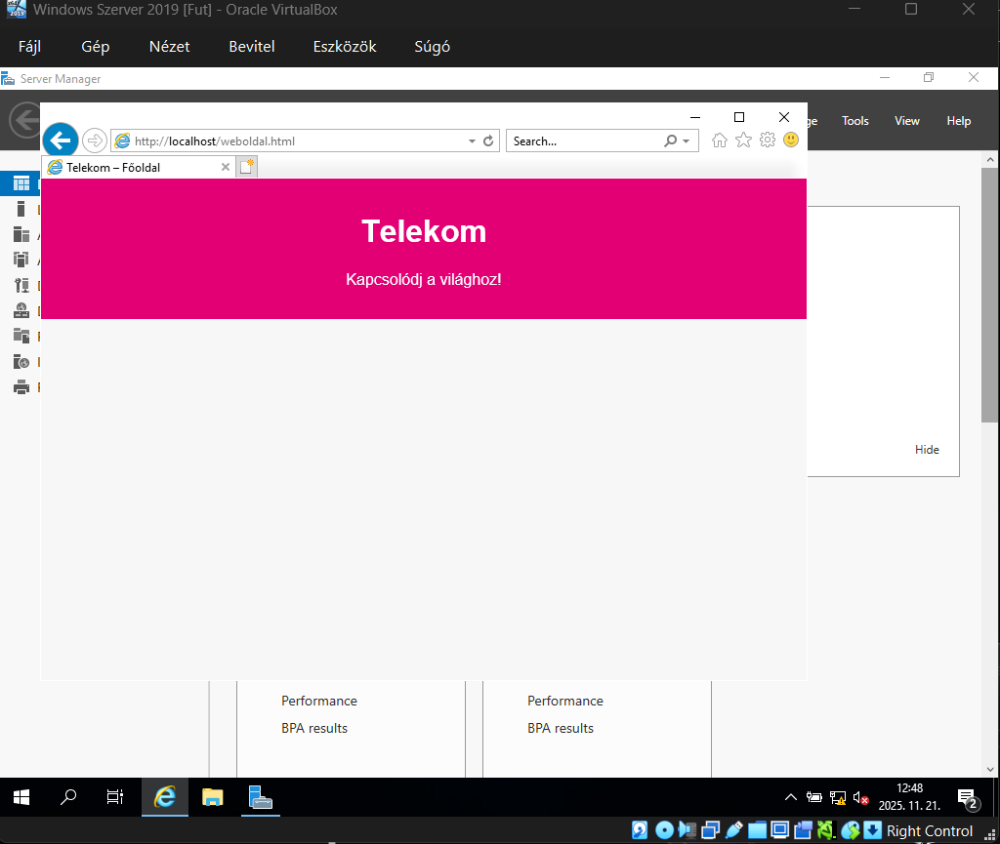 Windows Szerver 2019 [Fut] - Oracle VirtualBox
Fájl Gép Nézet Bevitel Eszközök Súgó
Server Manager
Tools View Help
http://localhost/weboldal.html
Search...
Telekom – Főoldal
Telekom
Kapcsolódj a világhoz!
Hide
Performance Performance
BPA results BPA results
12:48
2025. 11. 21.
2
Right Control